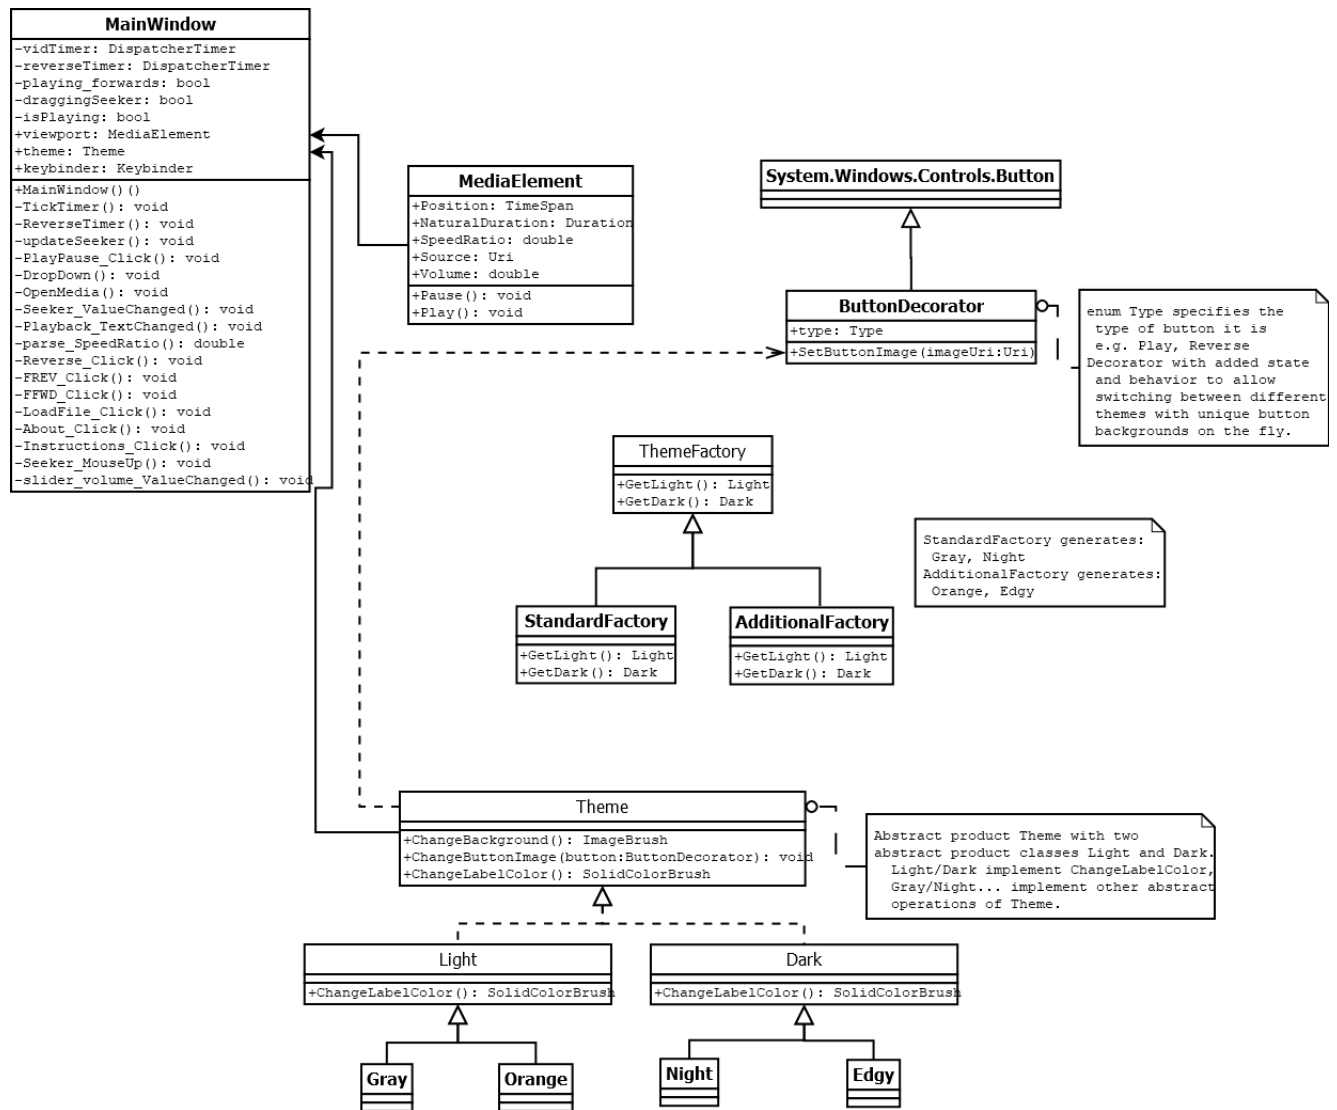 MainWindow
-vidTimer: DispatcherTimer
-reverseTimer: DispatcherTimer
-playing_forwards: bool
-draggingSeeker: bool
-isPlaying: bool
+viewport: MediaElement
+theme: Theme
+keybinder: Keybinder
+MainWindow()()
-TickTimer(): void
-ReverseTimer(): void
-updateSeeker(): void
-PlayPause_Click(): void
-DropDown(): void
-OpenMedia(): void
-Seeker_ValueChanged(): void
-Playback_TextChanged(): void
-parse_SpeedRatio(): double
-Reverse_Click(): void
-FREV_Click(): void
-FFWD_Click(): void
-LoadFile_Click(): void
-About_Click(): void
-Instructions_Click(): void
-Seeker_MouseUp(): void
-slider_volume_ValueChanged(): void
MediaElement
+Position: TimeSpan
+NaturalDuration: Duration
+SpeedRatio: double
+Source: Uri
+Volume: double
+Pause(): void
+Play(): void
System.Windows.Controls.Button
ButtonDecorator
+type: Type
+SetButtonImage(imageUri:Uri)
enum Type specifies the
type of button it is
e.g. Play, Reverse
Decorator with added state
and behavior to allow
switching between different
themes with unique button
backgrounds on the fly.
ThemeFactory
+GetLight(): Light
+GetDark(): Dark
StandardFactory
+GetLight(): Light
+GetDark(): Dark
AdditionalFactory
+GetLight(): Light
+GetDark(): Dark
StandardFactory generates:
Gray, Night
AdditionalFactory generates:
Orange, Edgy
Theme
+ChangeBackground(): ImageBrush
+ChangeButtonImage(button:ButtonDecorator): void
+ChangeLabelColor(): SolidColorBrush
Abstract product Theme with two
abstract product classes Light and Dark.
Light/Dark implement ChangeLabelColor,
Gray/Night... implement other abstract
operations of Theme.
Light
+ChangeLabelColor(): SolidColorBrush
Dark
+ChangeLabelColor(): SolidColorBrush
Gray
Orange
Night
Edgy